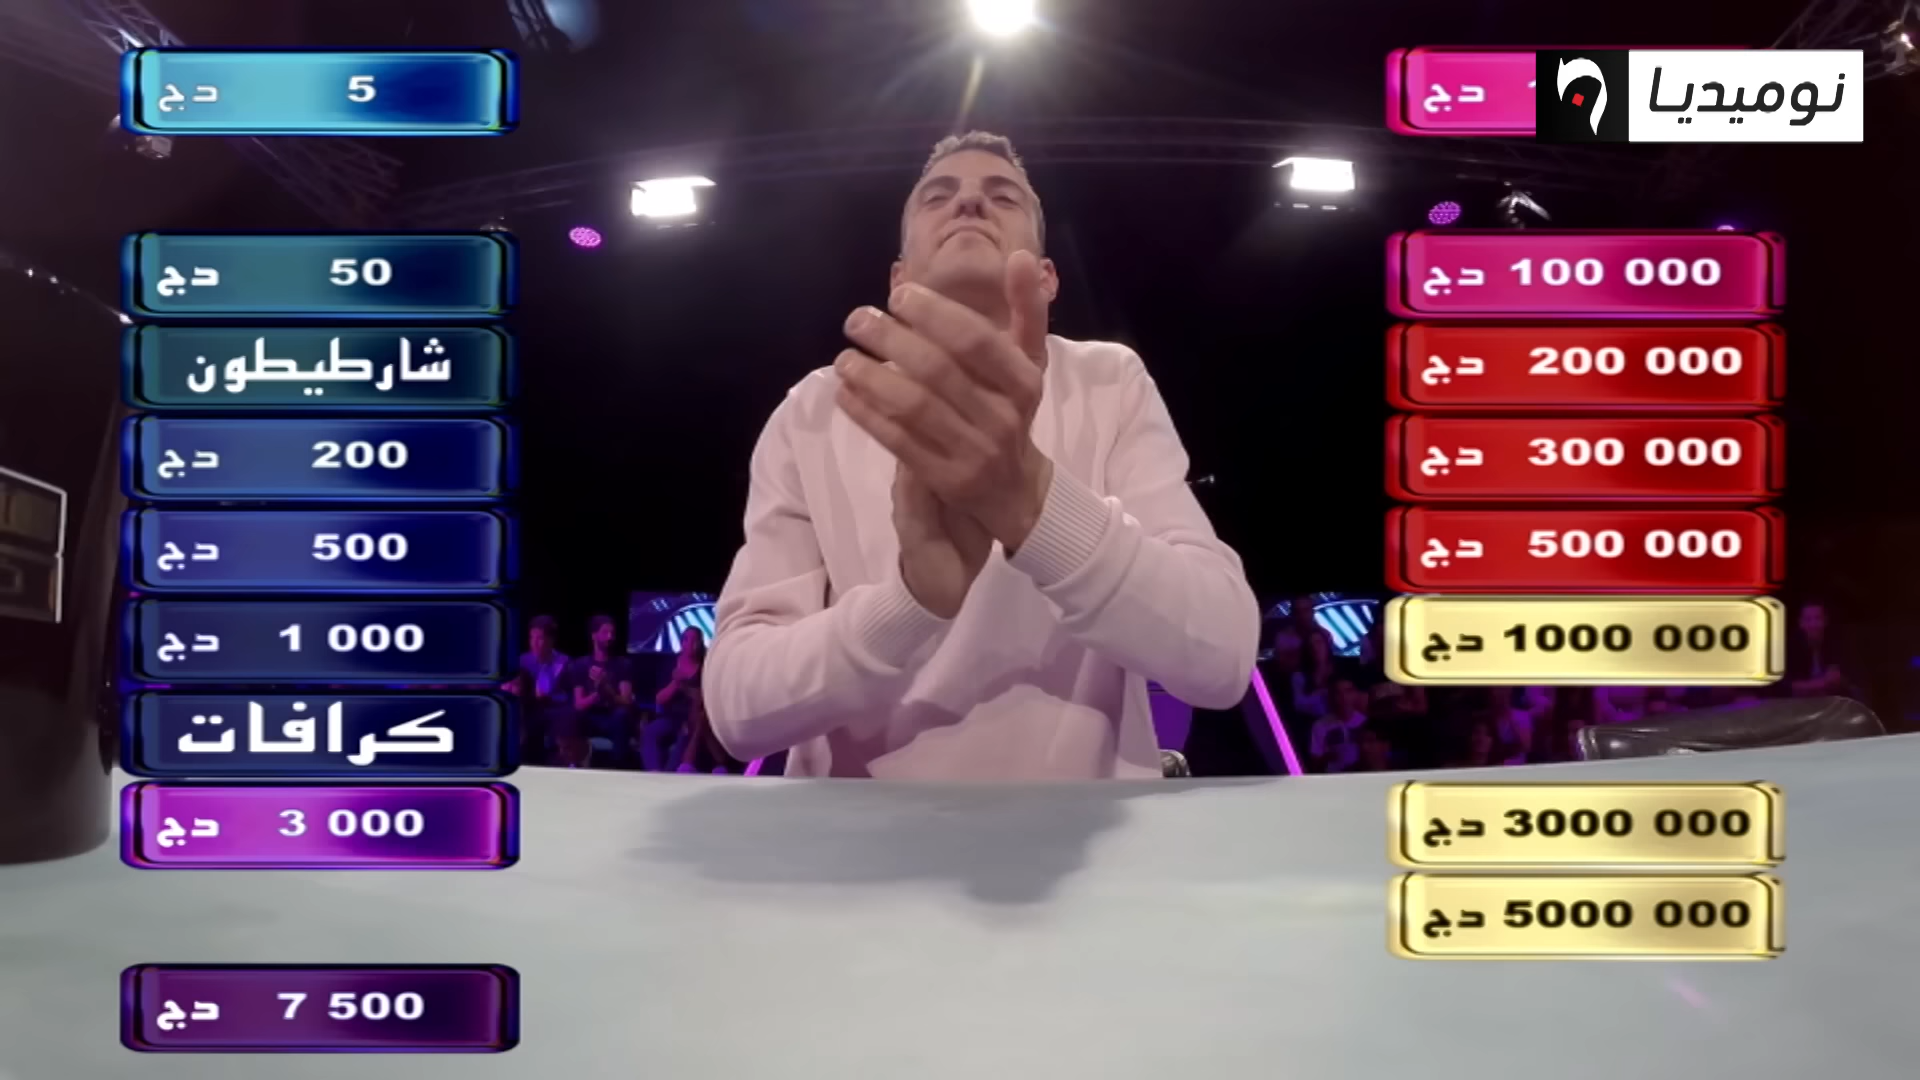 5 دج
50 دج
شارطيطون
200 دج
500 دج
1 000 دج
كرافات
3 000 دج
7 500 دج
دج
نوميديا
100 000 دج
200 000 دج
300 000 دج
500 000 دج
1000 000 دج
3000 000 دج
5000 000 دج